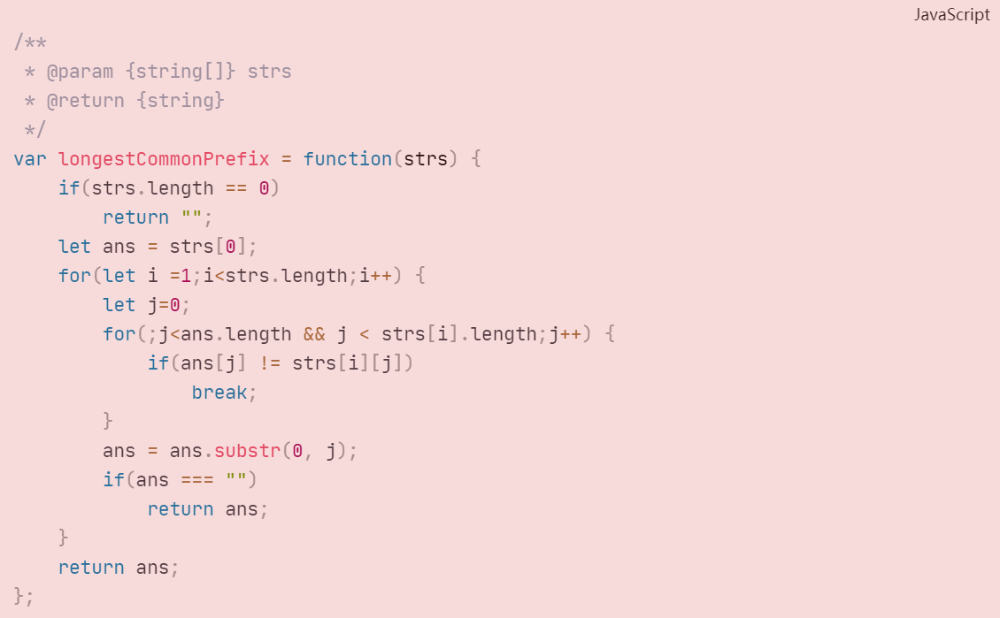 JavaScript
/**
 * @param {string[]} strs
 * @return {string}
 */
var longestCommonPrefix = function(strs) {
    if(strs.length == 0)
        return "";
    let ans = strs[0];
    for(let i =1;i<strs.length;i++) {
        let j=0;
        for(;j<ans.length && j < strs[i].length;j++) {
            if(ans[j] != strs[i][j])
                break;
        }
        ans = ans.substr(0, j);
        if(ans === "")
            return ans;
    }
    return ans;
};